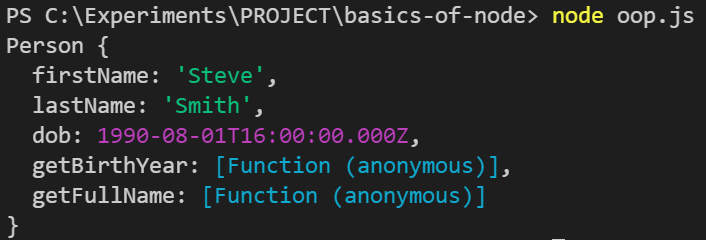 PS C:\Experiments\PROJECT\basics-of-node> node oop.js
Person {
  firstName: 'Steve',
  lastName: 'Smith',
  dob: 1990-08-01T16:00:00.000Z,
  getBirthYear: [Function (anonymous)],
  getFullName: [Function (anonymous)]
}